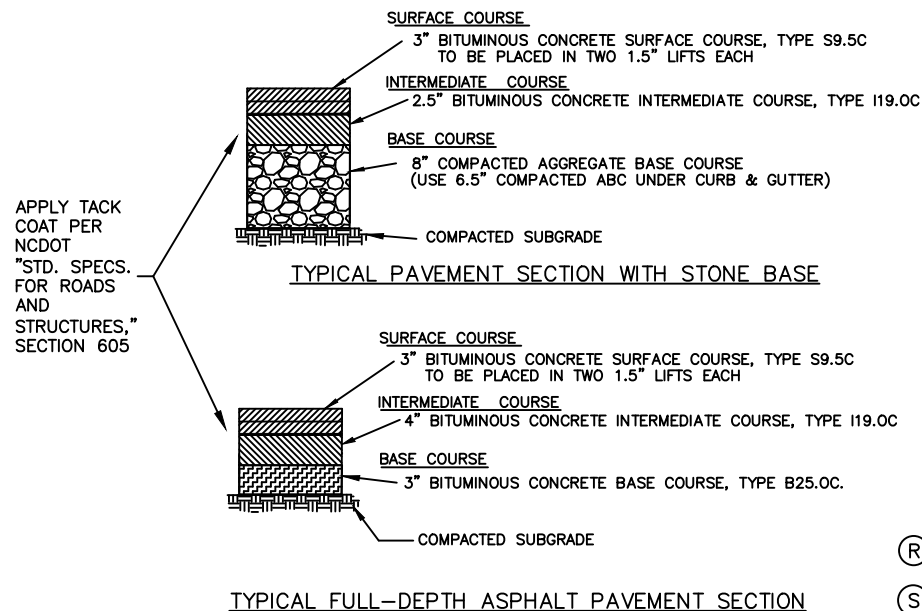 SURFACE COURSE
3" BITUMINOUS CONCRETE SURFACE COURSE, TYPE S9.5C
TO BE PLACED IN TWO 1.5" LIFTS EACH
INTERMEDIATE COURSE
2.5" BITUMINOUS CONCRETE INTERMEDIATE COURSE, TYPE I19.0C
BASE COURSE
8" COMPACTED AGGREGATE BASE COURSE
(USE 6.5" COMPACTED ABC UNDER CURB & GUTTER)
COMPACTED SUBGRADE
TYPICAL PAVEMENT SECTION WITH STONE BASE
APPLY TACK
COAT PER
NCDOT
"STD. SPECS.
FOR ROADS
AND
STRUCTURES,"
SECTION 605
SURFACE COURSE
3" BITUMINOUS CONCRETE SURFACE COURSE, TYPE S9.5C
TO BE PLACED IN TWO 1.5" LIFTS EACH
INTERMEDIATE COURSE
4" BITUMINOUS CONCRETE INTERMEDIATE COURSE, TYPE I19.0C
BASE COURSE
3" BITUMINOUS CONCRETE BASE COURSE, TYPE B25.0C.
COMPACTED SUBGRADE
TYPICAL FULL-DEPTH ASPHALT PAVEMENT SECTION
R
S